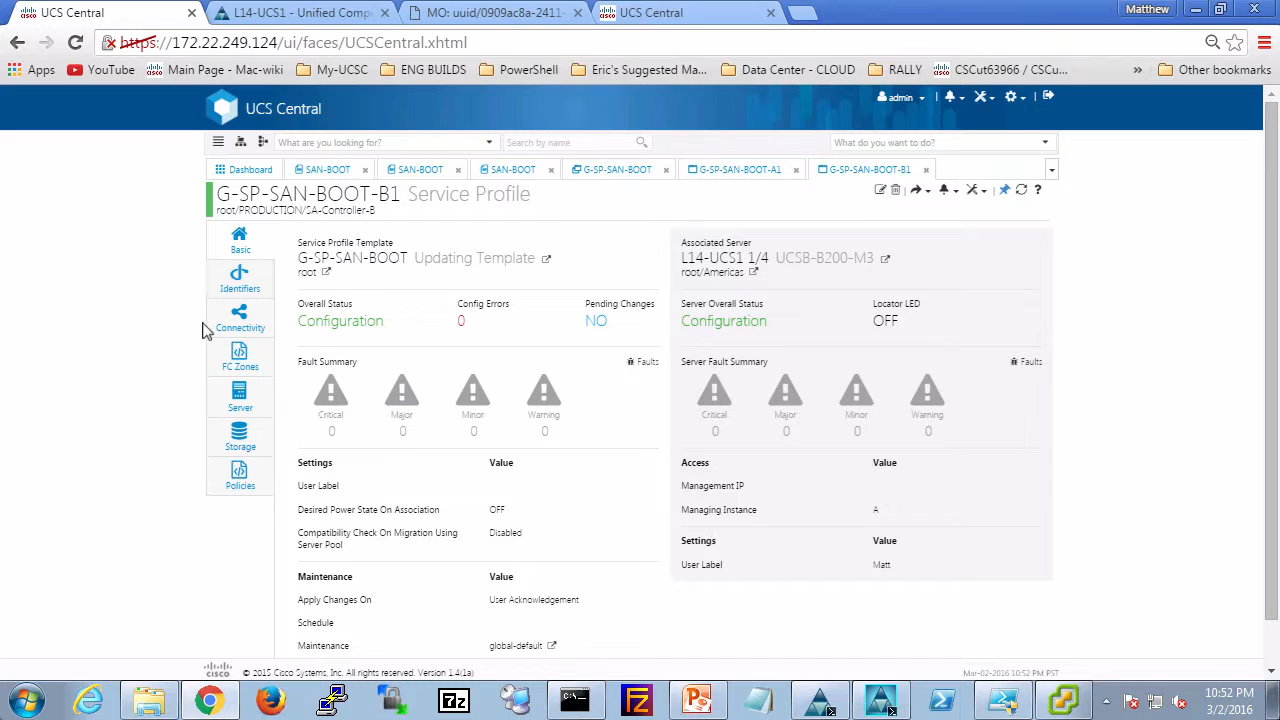 UCS Central
L14-UCS1 - Unified Compu
MO: uuid/0909ac8a-2411-
UCS Central
Matthew
https://172.22.249.124/ui/faces/UCSCentral.xhtml
Apps
YouTube
Main Page - Mac-wiki
My-UCSC
ENG BUILDS
PowerShell
Eric's Suggested Ma...
Data Center - CLOUD
RALLY
CSCut63966 / CSCu...
»
Other bookmarks
UCS Central
admin
What are you looking for?
Search by name
What do you want to do?
Dashboard
SAN-BOOT
SAN-BOOT
SAN-BOOT
G-SP-SAN-BOOT
G-SP-SAN-BOOT-A1
G-SP-SAN-BOOT-B1
G-SP-SAN-BOOT-B1 Service Profile
root/PRODUCTION/SA-Controller-B
Basic
Identifiers
Connectivity
FC Zones
Server
Storage
Policies
Service Profile Template
G-SP-SAN-BOOT Updating Template
root
Overall Status
Config Errors
Pending Changes
Configuration
0
NO
Fault Summary
Faults
Critical
Major
Minor
Warning
0
0
0
0
Settings
Value
User Label
Desired Power State On Association
OFF
Compatibility Check On Migration Using
Server Pool
Disabled
Maintenance
Value
Apply Changes On
User Acknowledgement
Schedule
Maintenance
global-default
Associated Server
L14-UCS1 1/4 UCSB-B200-M3
root/Americas
Server Overall Status
Locator LED
Configuration
OFF
Server Fault Summary
Faults
Critical
Major
Minor
Warning
0
0
0
0
Access
Value
Management IP
Managing Instance
A
Settings
Value
User Label
Matt
cisco
© 2015 Cisco Systems, Inc. All rights reserved. Version 1.4(1a)
Mar-02-2016 10:52 PM PST
10:52 PM
3/2/2016